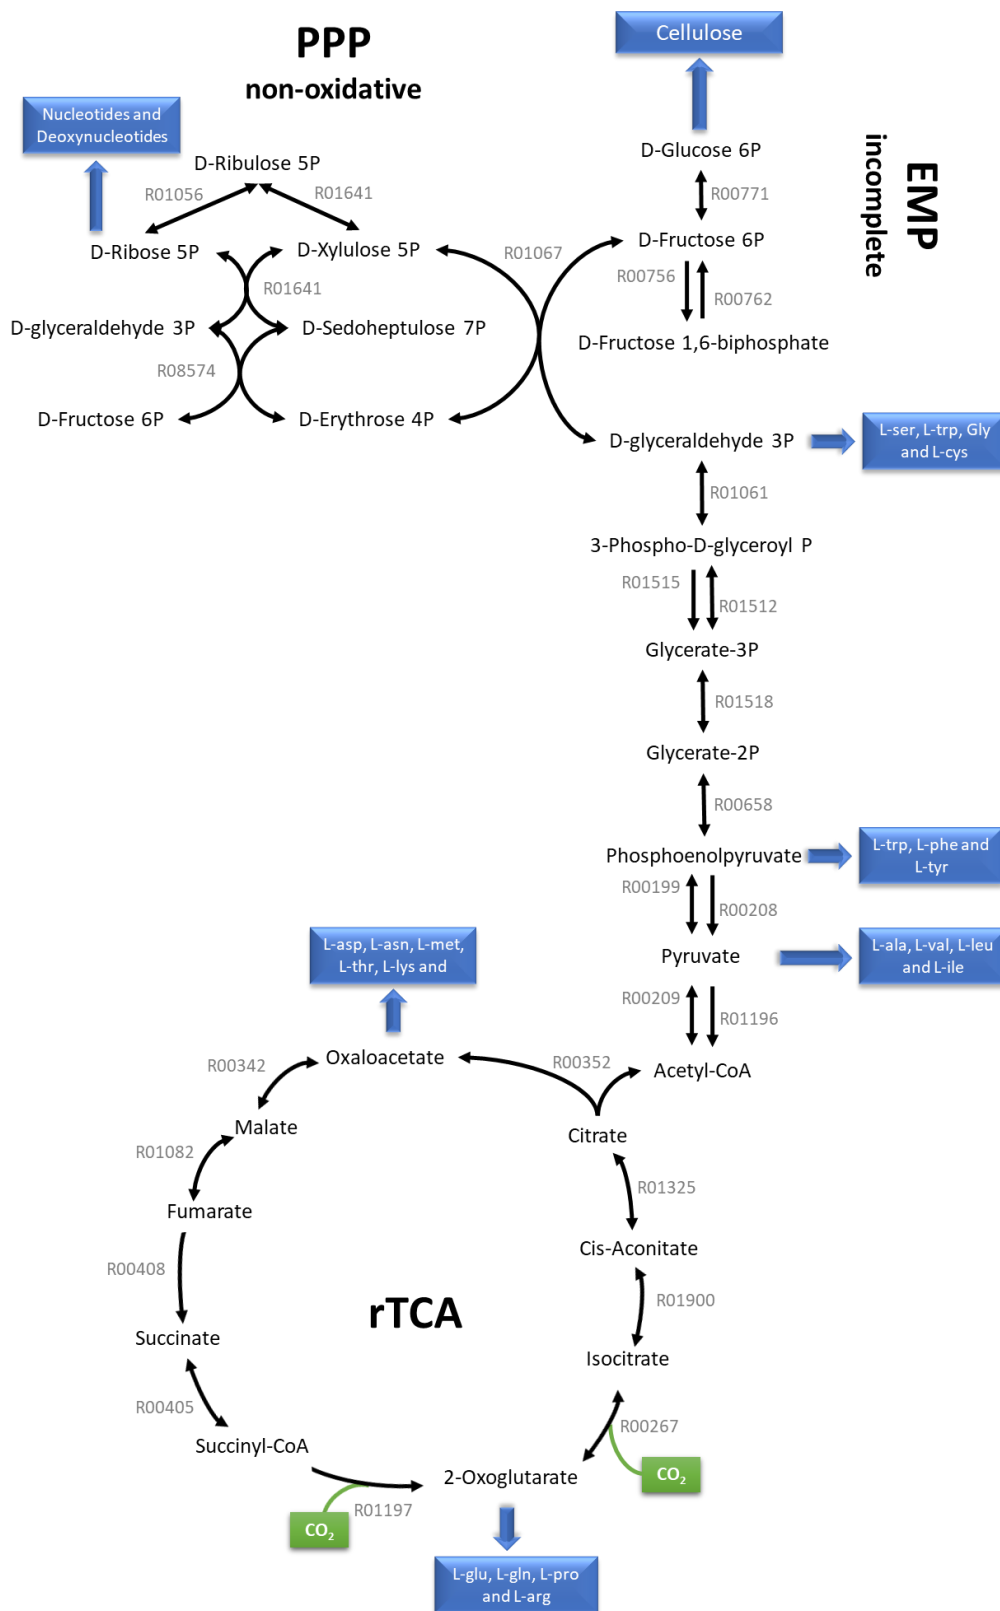 PPP
non-oxidative
Cellulose
Nucleotides and
Deoxynucleotides
EMP
incomplete
D-Ribulose 5P
R01056
R01641
D-Ribose 5P
D-Xylulose 5P
R01641
D-glyceraldehyde 3P
D-Sedoheptulose 7P
R08574
D-Fructose 6P
D-Erythrose 4P
R01067
D-Glucose 6P
R00771
D-Fructose 6P
R00756
R00762
D-Fructose 1,6-biphosphate
D-glyceraldehyde 3P
L-ser, L-trp, Gly
and L-cys
R01061
3-Phospho-D-glyceroyl P
R01515
R01512
Glycerate-3P
R01518
Glycerate-2P
R00658
Phosphoenolpyruvate
L-trp, L-phe and
L-tyr
R00199
R00208
Pyruvate
L-ala, L-val, L-leu
and L-ile
R00209
R01196
Acetyl-CoA
L-asp, L-asn, L-met,
L-thr, L-lys and
Oxaloacetate
R00352
R00342
Malate
Citrate
R01082
R01325
Fumarate
Cis-Aconitate
R00408
rTCA
R01900
Succinate
Isocitrate
R00405
R00267
Succinyl-CoA
2-Oxoglutarate
CO₂
R01197
CO₂
L-glu, L-gln, L-pro
and L-arg